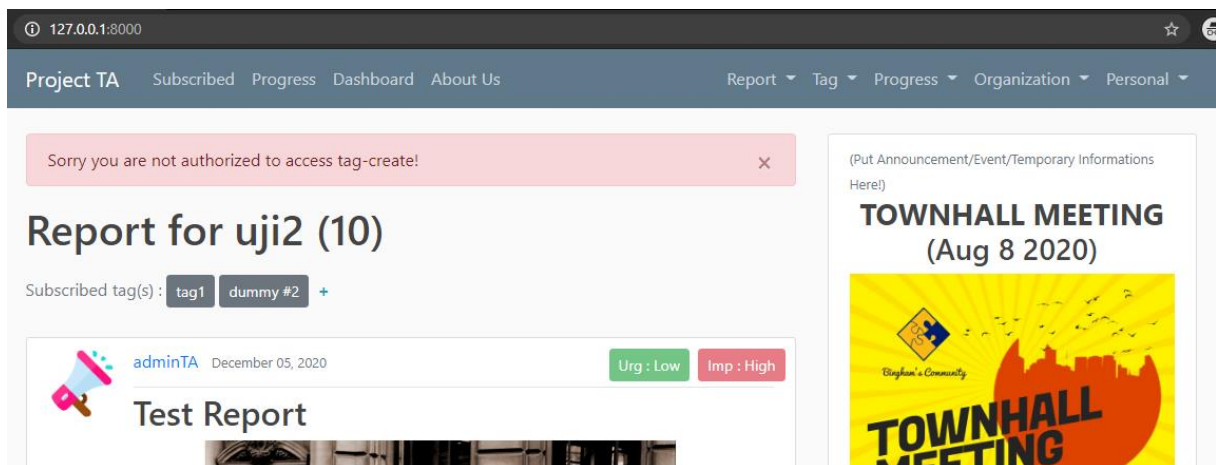 127.0.0.1:8000
Project TA Subscribed Progress Dashboard About Us Report Tag Progress Organization Personal
Sorry you are not authorized to access tag-create! ×
Report for uji2 (10)
Subscribed tag(s) : tag1 dummy #2 +
adminTA December 05, 2020 Urg : Low Imp : High
Test Report
(Put Announcement/Event/Temporary Informations
Here!)
TOWNHALL MEETING
(Aug 8 2020)
Bingham's Community
TOWNHALL
MEETING